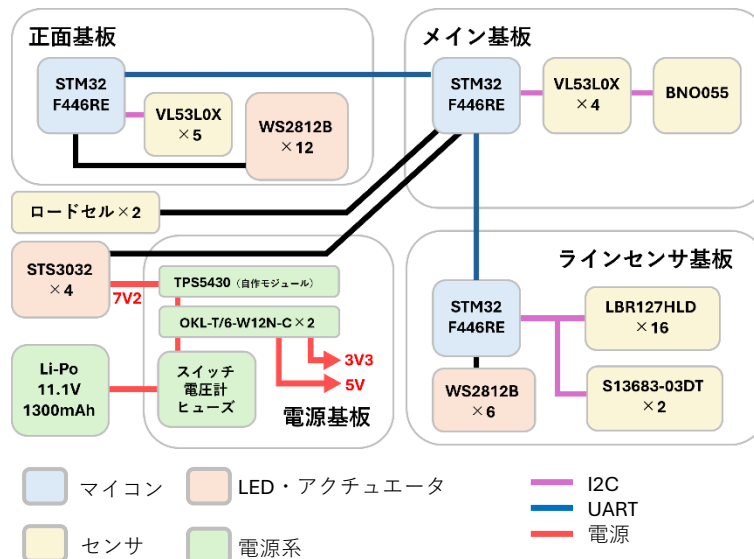 正面基板
STM32
F446RE
VL53L0X
×5
WS2812B
×12
メイン基板
STM32
F446RE
VL53L0X
×4
BNO055
ロードセル×2
STS3032
×4
7V2
TPS5430（自作モジュール）
OKL-T/6-W12N-C×2
3V3
5V
Li-Po
11.1V
1300mAh
スイッチ
電圧計
ヒューズ
電源基板
ラインセンサ基板
STM32
F446RE
LBR127HLD
×16
WS2812B
×6
S13683-03DT
×2
マイコン
LED・アクチュエータ
センサ
電源系
I2C
UART
電源